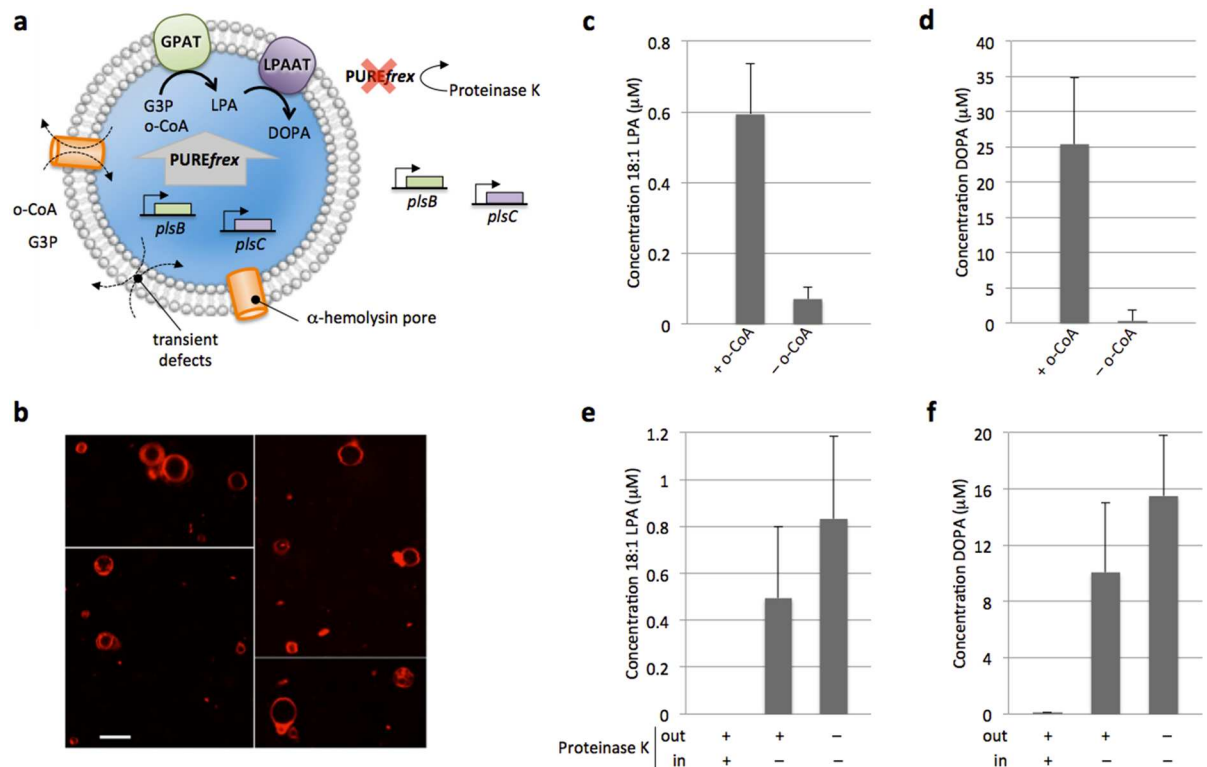 a
GPAT
LPAAT
G3P
o-CoA
LPA
DOPA
PUREfrex
PUREfrex
Proteinase K
plsB
plsC
plsB
plsC
o-CoA
G3P
transient
defects
α-hemolysin pore
b
c
Concentration 18:1 LPA (µM)
0.8
0.6
0.4
0.2
0
+ o-CoA
– o-CoA
d
Concentration DOPA (µM)
40
35
30
25
20
15
10
5
0
+ o-CoA
– o-CoA
e
Concentration 18:1 LPA (µM)
1.2
1
0.8
0.6
0.4
0.2
0
Proteinase K
out + + –
in + – –
f
Concentration DOPA (µM)
20
16
12
8
4
0
out + + –
in + – –